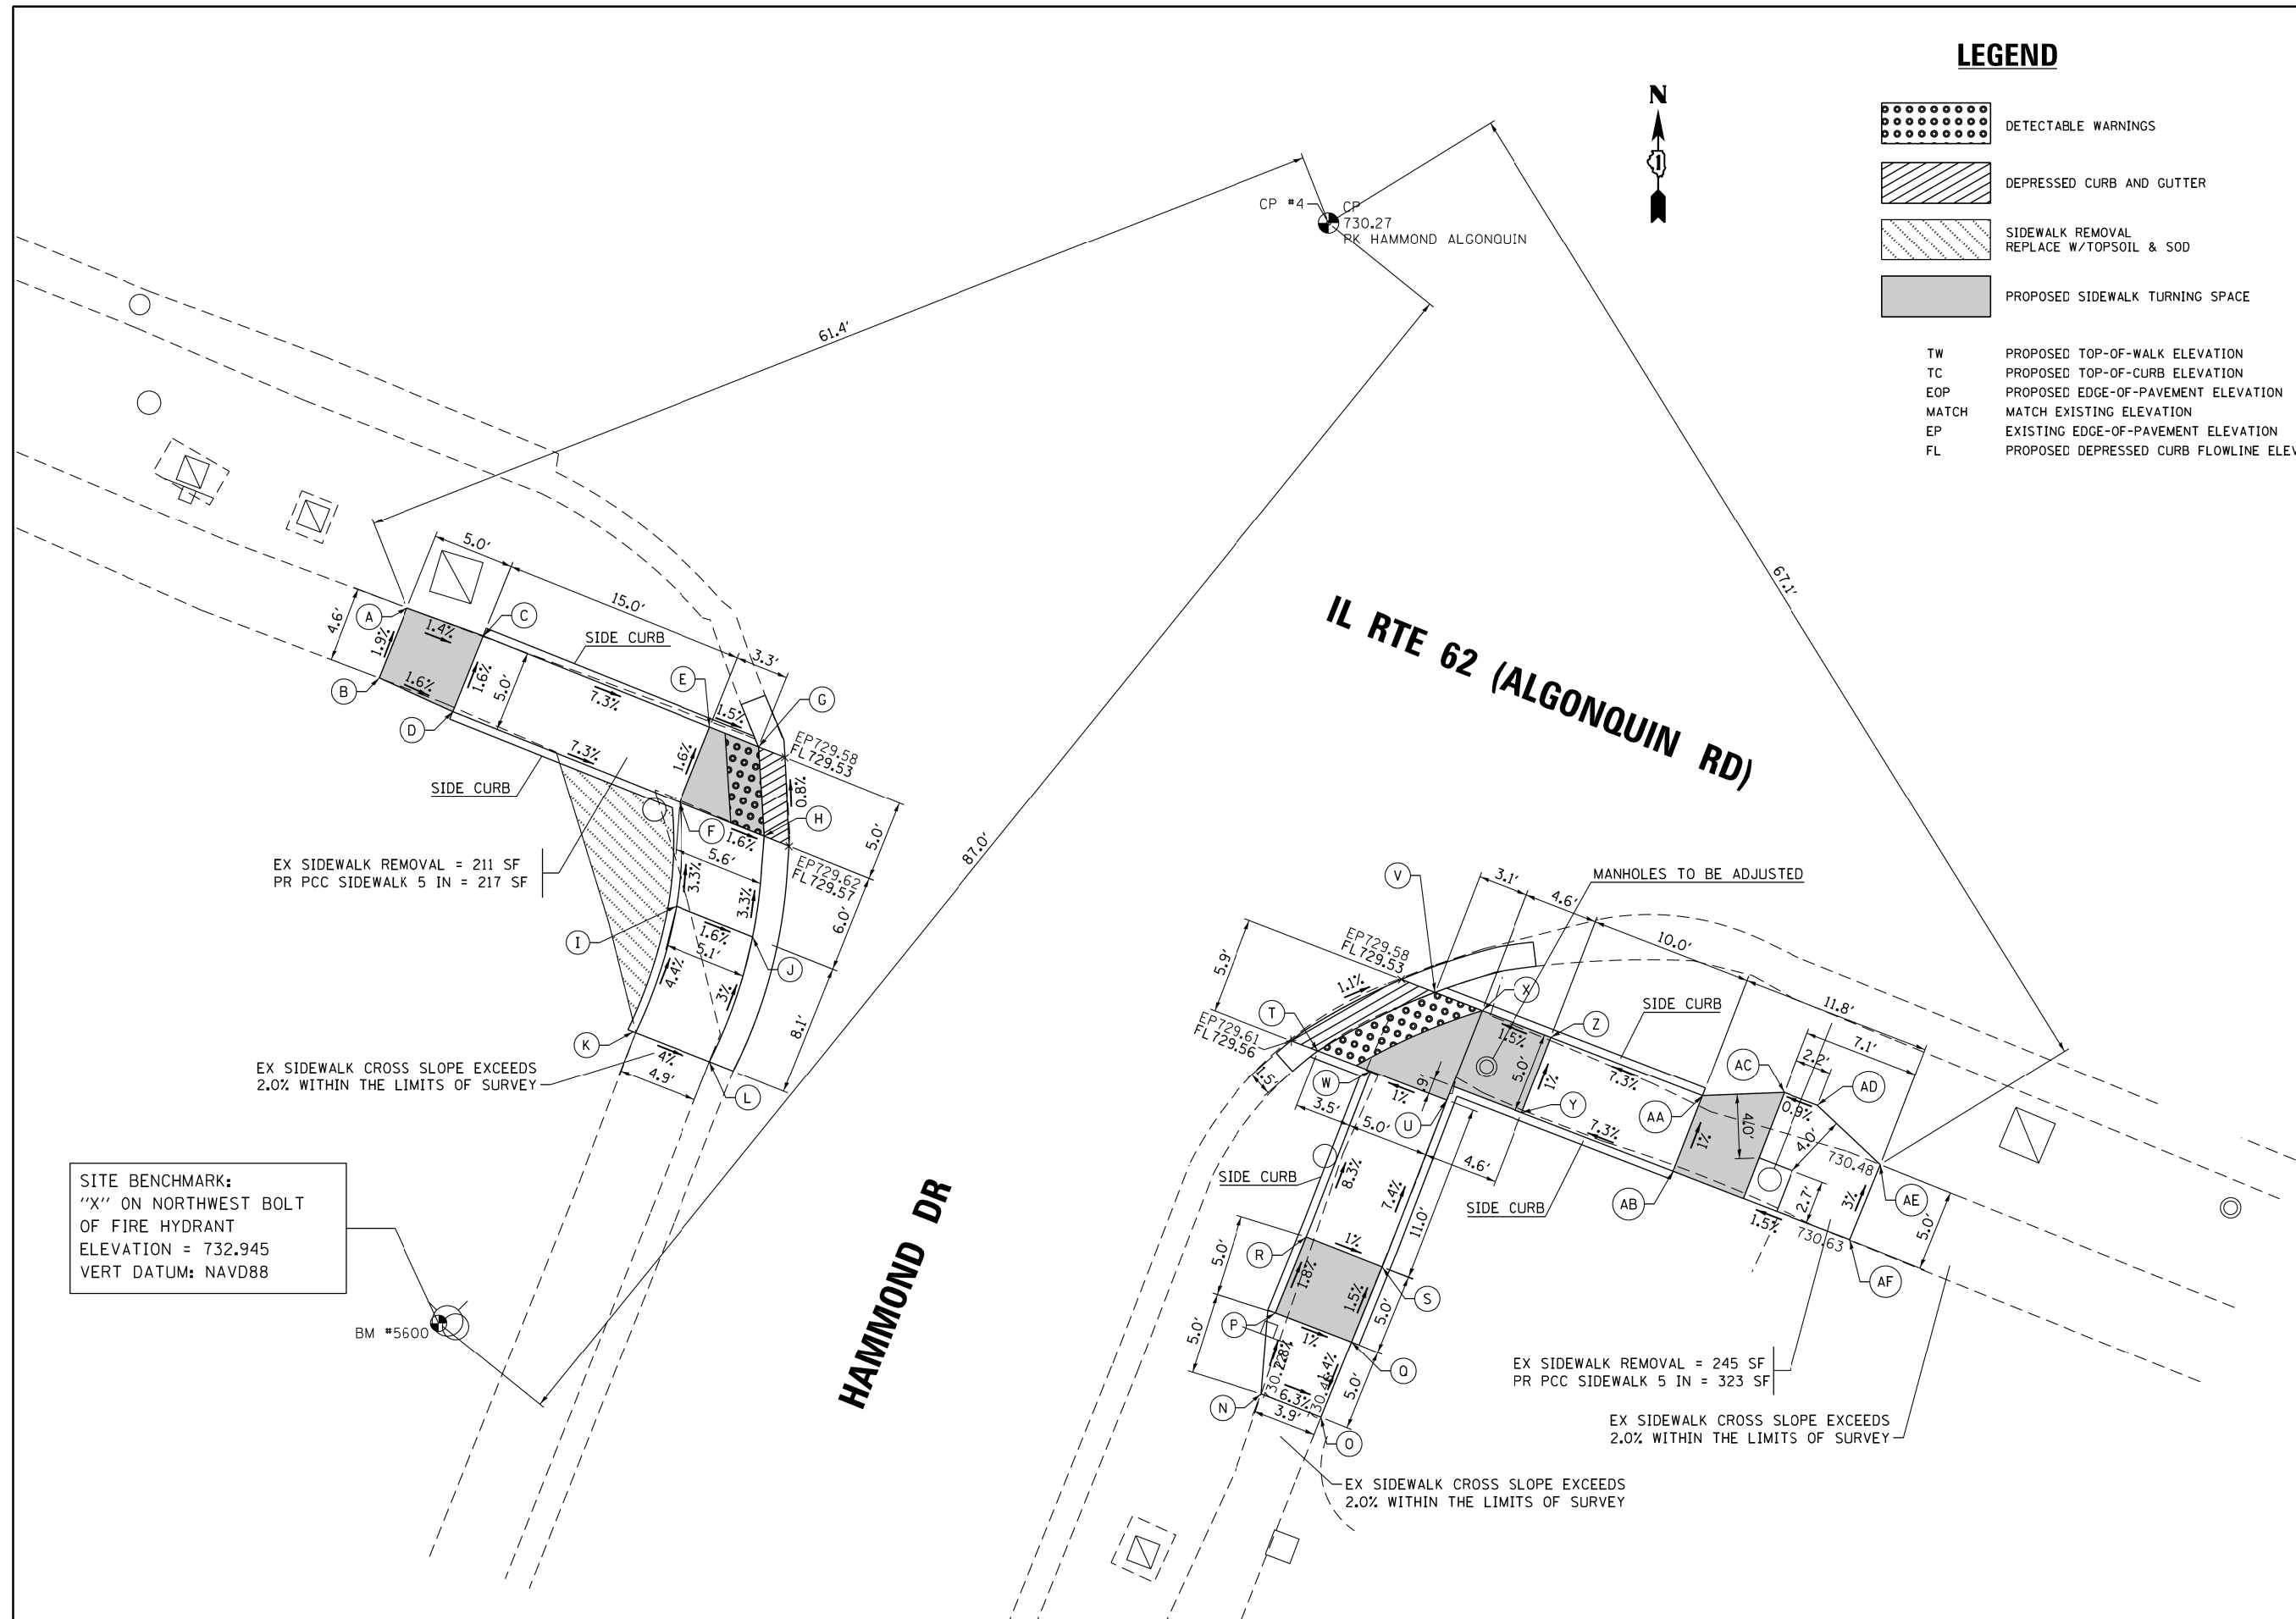 LEGEND
DETECTABLE WARNINGS
DEPRESSED CURB AND GUTTER
SIDEWALK REMOVAL
REPLACE W/TOPSOIL & SOD
PROPOSED SIDEWALK TURNING SPACE
TW PROPOSED TOP-OF-WALK ELEVATION
TC PROPOSED TOP-OF-CURB ELEVATION
EOP PROPOSED EDGE-OF-PAVEMENT ELEVATION
MATCH MATCH EXISTING ELEVATION
EP EXISTING EDGE-OF-PAVEMENT ELEVATION
FL PROPOSED DEPRESSED CURB FLOWLINE ELEV
N
1
CP #4
CP
730.27
PK HAMMOND ALGONQUIN
61.4'
67.1'
87.0'
IL RTE 62 (ALGONQUIN RD)
HAMMOND DR
5.0'
15.0'
3.3'
4.6'
A
C
1.4%
1.9%
1.6%
1.6%
5.0'
B
D
SIDE CURB
7.3%
E
1.5%
G
7.3%
SIDE CURB
1.6%
EP729.58
FL729.53
0.8%
H
F
1.6%
5.0'
EP729.62
FL729.57
5.6'
3.3%
3.3%
6.0'
EX SIDEWALK REMOVAL = 211 SF
PR PCC SIDEWALK 5 IN = 217 SF
I
1.6%
5.1'
J
4.4%
3%
8.1'
K
4%
4.9'
L
EX SIDEWALK CROSS SLOPE EXCEEDS
2.0% WITHIN THE LIMITS OF SURVEY
SITE BENCHMARK:
"X" ON NORTHWEST BOLT
OF FIRE HYDRANT
ELEVATION = 732.945
VERT DATUM: NAVD88
BM #5600
V
3.1'
4.6'
MANHOLES TO BE ADJUSTED
10.0'
11.8'
5.9'
EP729.58
FL729.53
1.1%
T
EP729.61
FL729.56
1.5'
X
1.5%
Z
SIDE CURB
7.3%
5.0'
1%
W
3.5'
1%
.9'
U
Y
5.0'
4.6'
7.3%
SIDE CURB
AA
AB
1%
4.0'
AC
7.1'
2.2'
AD
0.9%
4.0'
730.48
AE
3%
2.7'
1.5%
730.63
AF
5.0'
SIDE CURB
8.3%
7.4%
11.0'
5.0'
R
1%
S
1.8%
1.5%
5.0'
P
1%
Q
5.0'
1.4%
5.0'
N
6.3%
3.9'
O
EX SIDEWALK REMOVAL = 245 SF
PR PCC SIDEWALK 5 IN = 323 SF
EX SIDEWALK CROSS SLOPE EXCEEDS
2.0% WITHIN THE LIMITS OF SURVEY
EX SIDEWALK CROSS SLOPE EXCEEDS
2.0% WITHIN THE LIMITS OF SURVEY